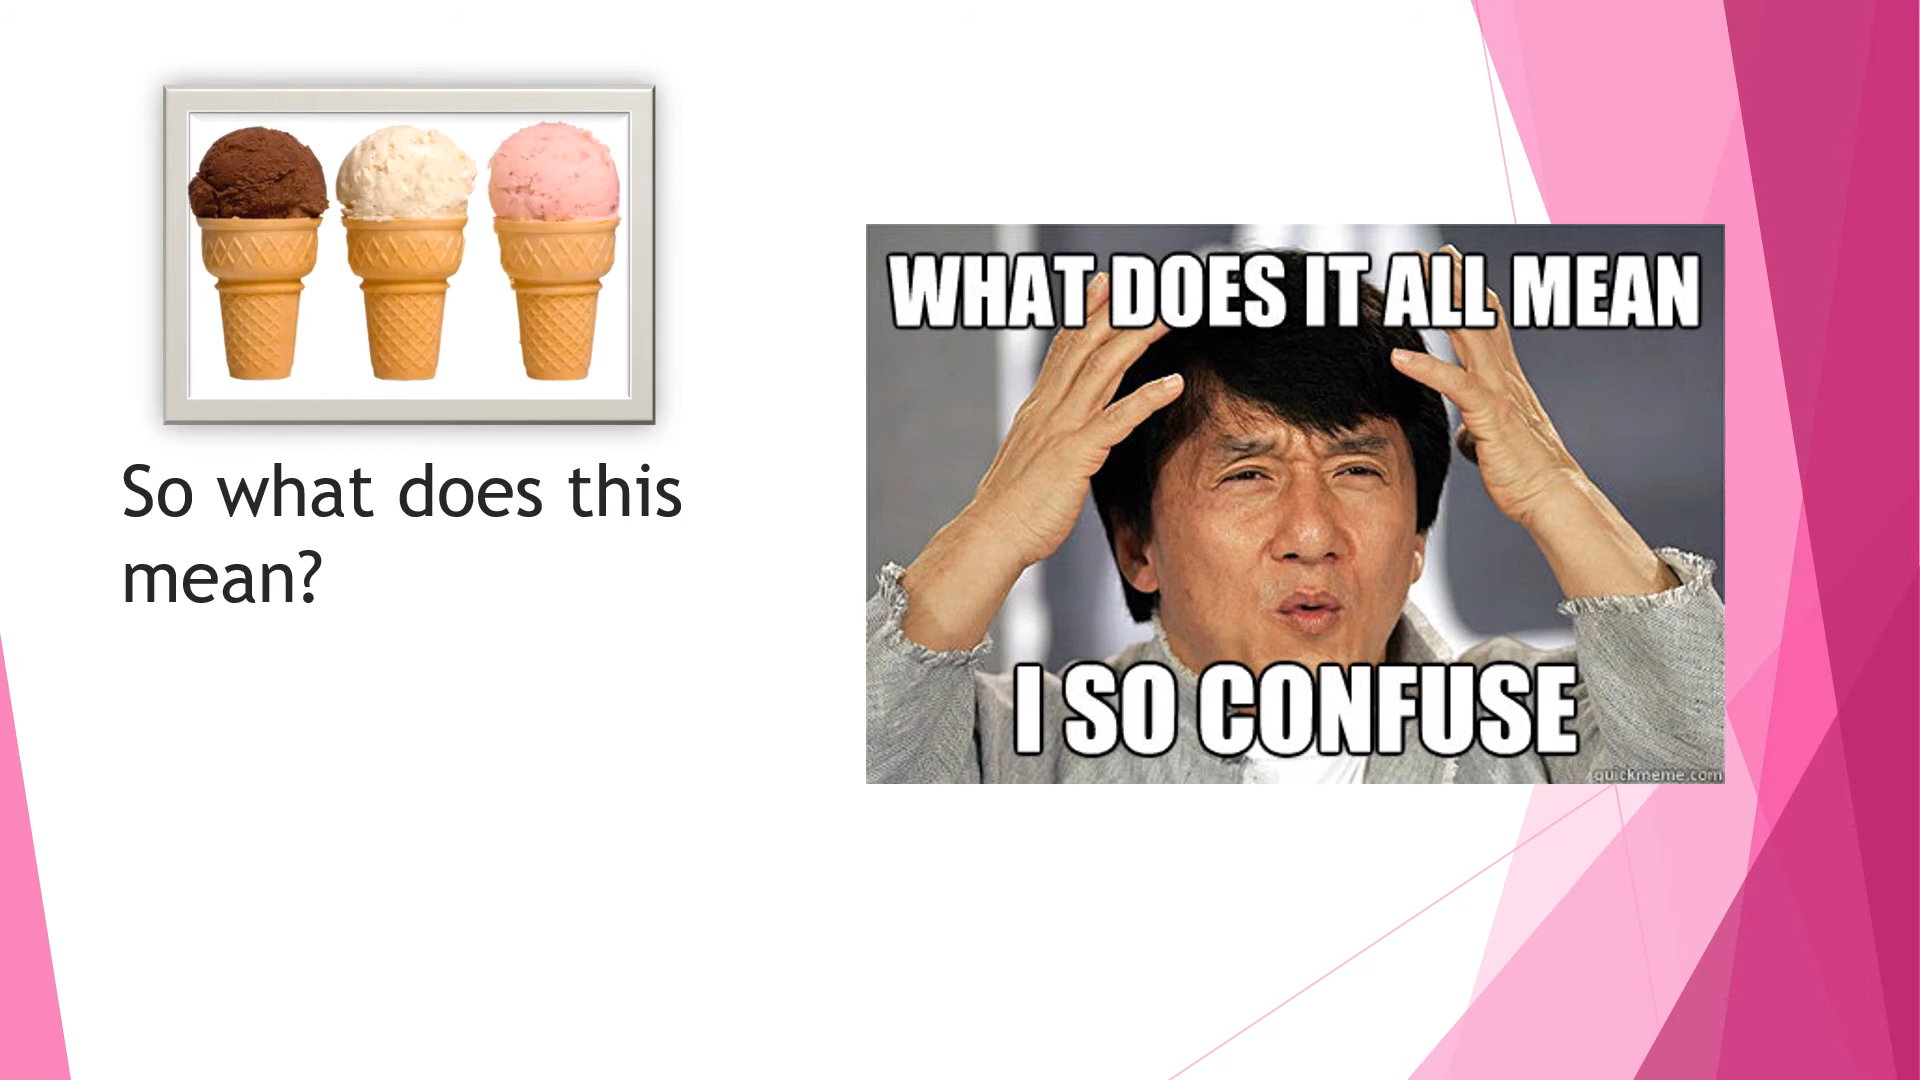 So what does this
mean?
WHAT DOES IT ALL MEAN
I SO CONFUSE
quickmeme.com